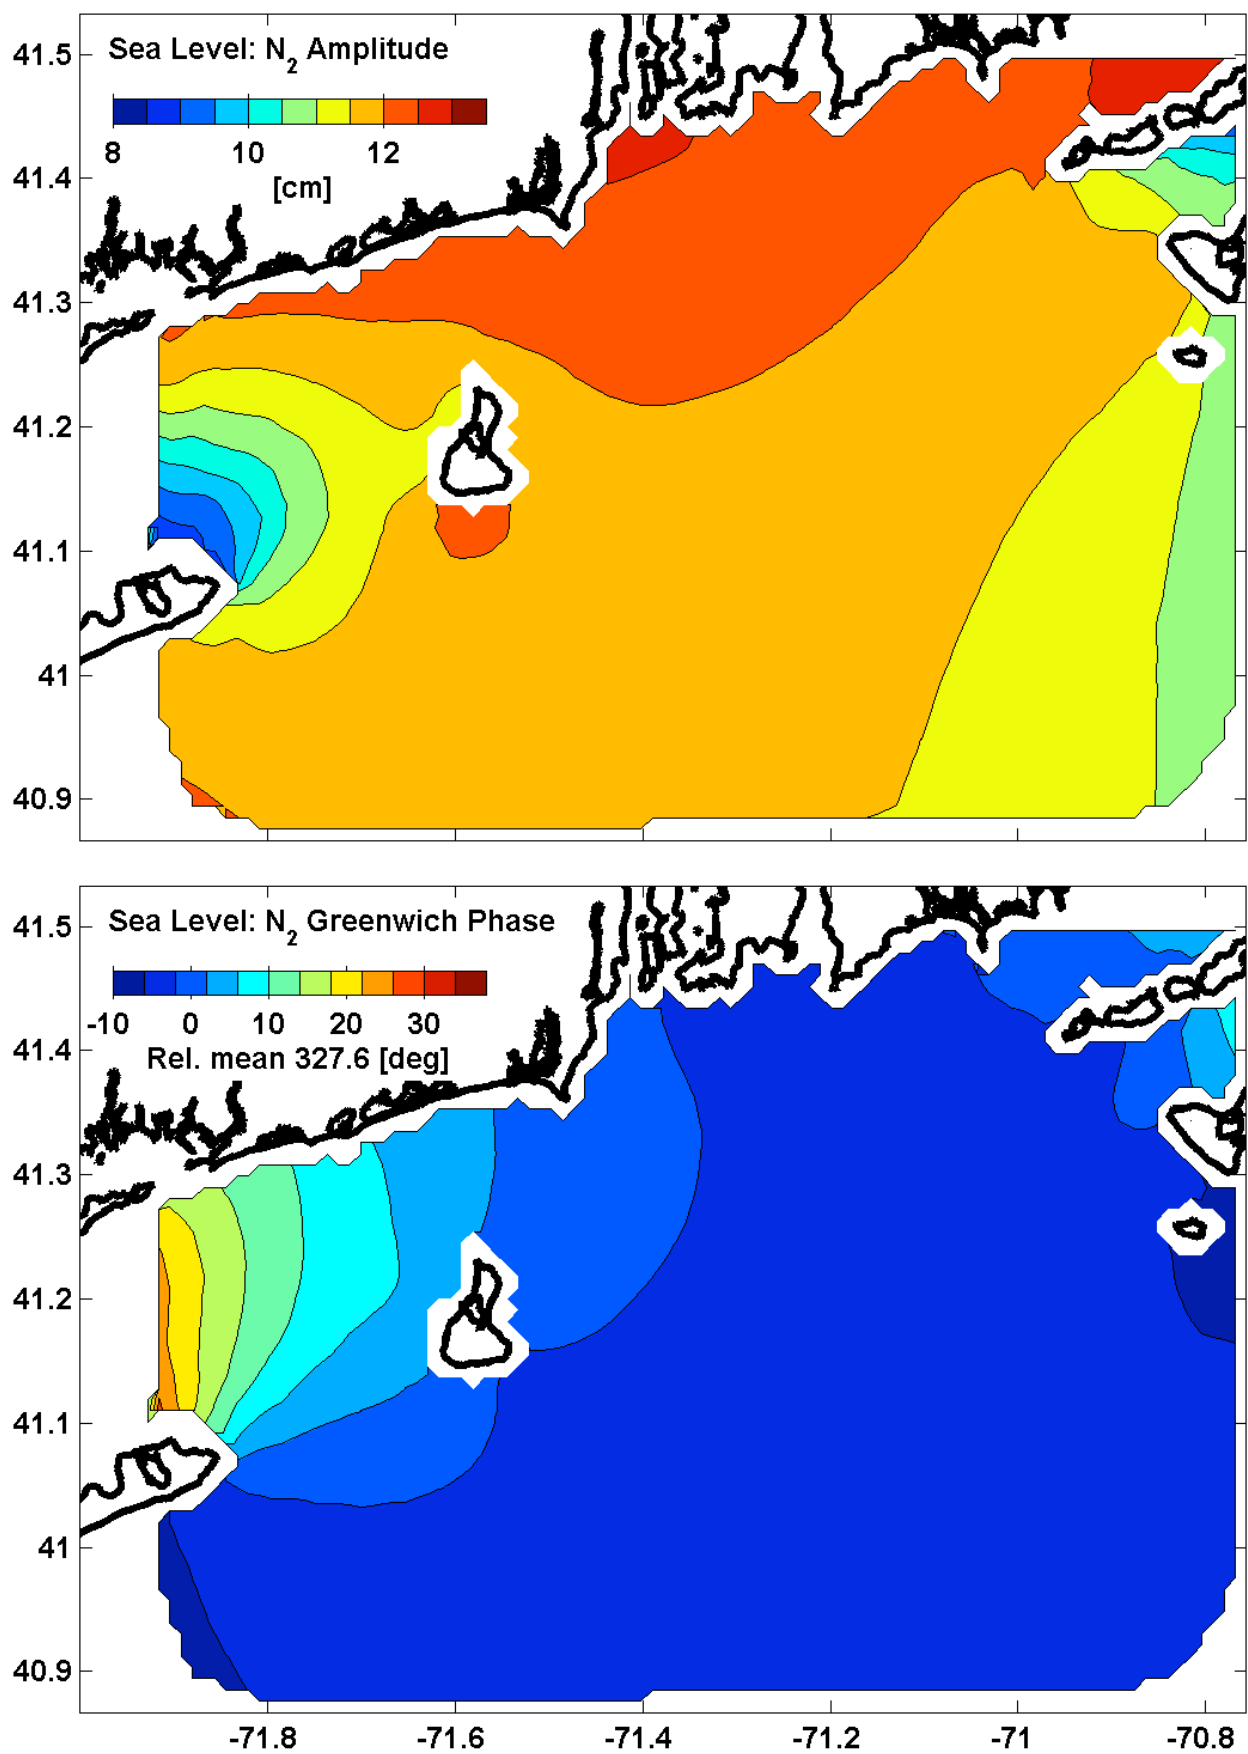 Sea Level: N2 Amplitude
8 10 12
[cm]
41.5
41.4
41.3
41.2
41.1
41
40.9
Sea Level: N2 Greenwich Phase
-10 0 10 20 30
Rel. mean 327.6 [deg]
41.5
41.4
41.3
41.2
41.1
41
40.9
-71.8 -71.6 -71.4 -71.2 -71 -70.8